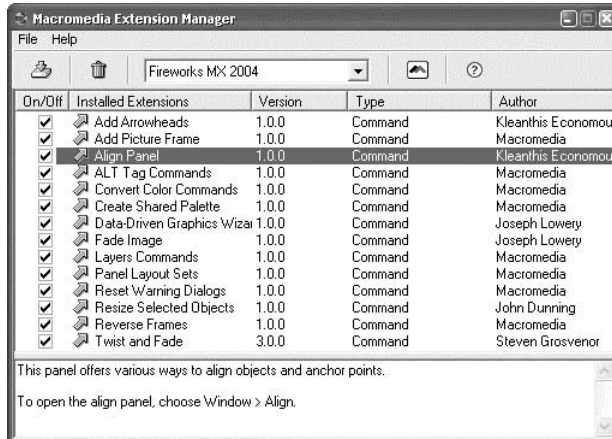 Macromedia Extension Manager
File Help
Fireworks MX 2004
On/Off Installed Extensions Version Type Author
Add Arrowheads 1.0.0 Command Kleanthis Economou
Add Picture Frame 1.0.0 Command Macromedia
Align Panel 1.0.0 Command Kleanthis Economou
ALT Tag Commands 1.0.0 Command Macromedia
Convert Color Commands 1.0.0 Command Macromedia
Create Shared Palette 1.0.0 Command Macromedia
Data-Driven Graphics Wizar 1.0.0 Command Joseph Lowery
Fade Image 1.0.0 Command Joseph Lowery
Layers Commands 1.0.0 Command Macromedia
Panel Layout Sets 1.0.0 Command Macromedia
Reset Warning Dialogs 1.0.0 Command Macromedia
Resize Selected Objects 1.0.0 Command John Dunning
Reverse Frames 1.0.0 Command Macromedia
Twist and Fade 3.0.0 Command Steven Grosvenor
This panel offers various ways to align objects and anchor points.
To open the align panel, choose Window > Align.